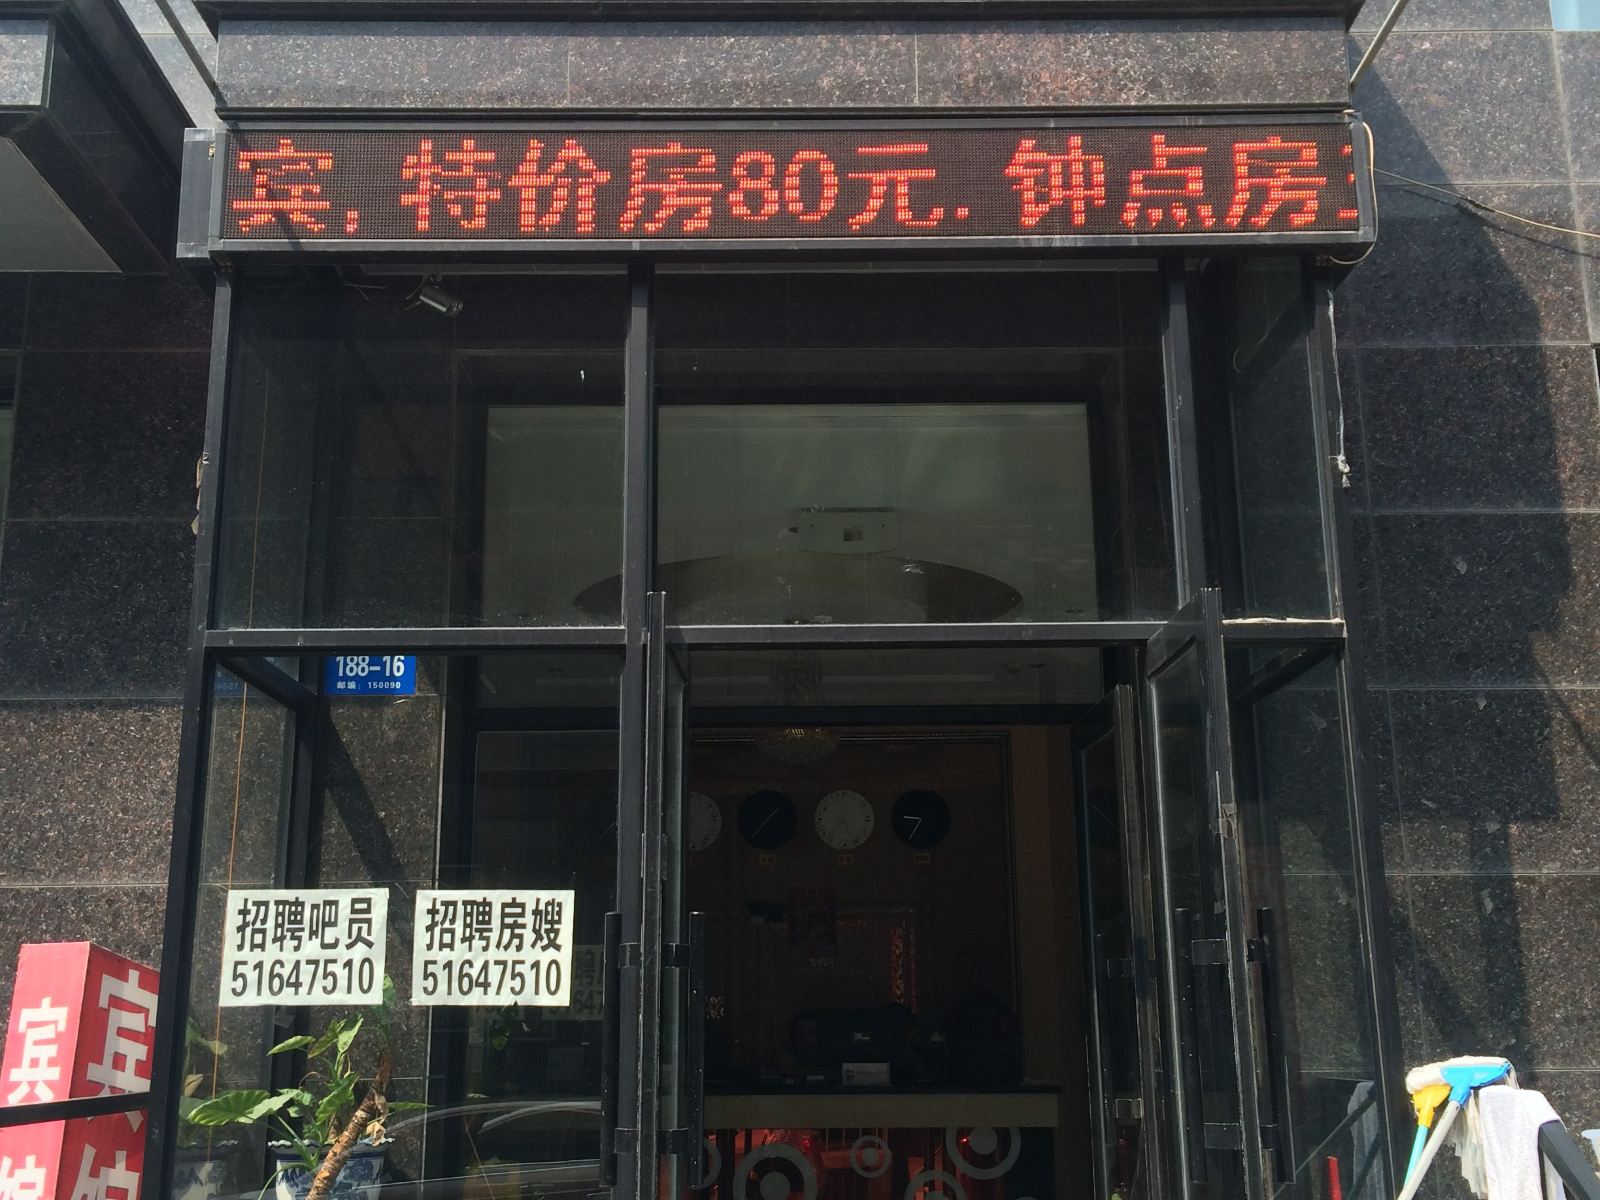 宾,特价房80元.钟点房
188-16
邮编：150090
招聘吧员
51647510
招聘房嫂
51647510
宾
宾馆